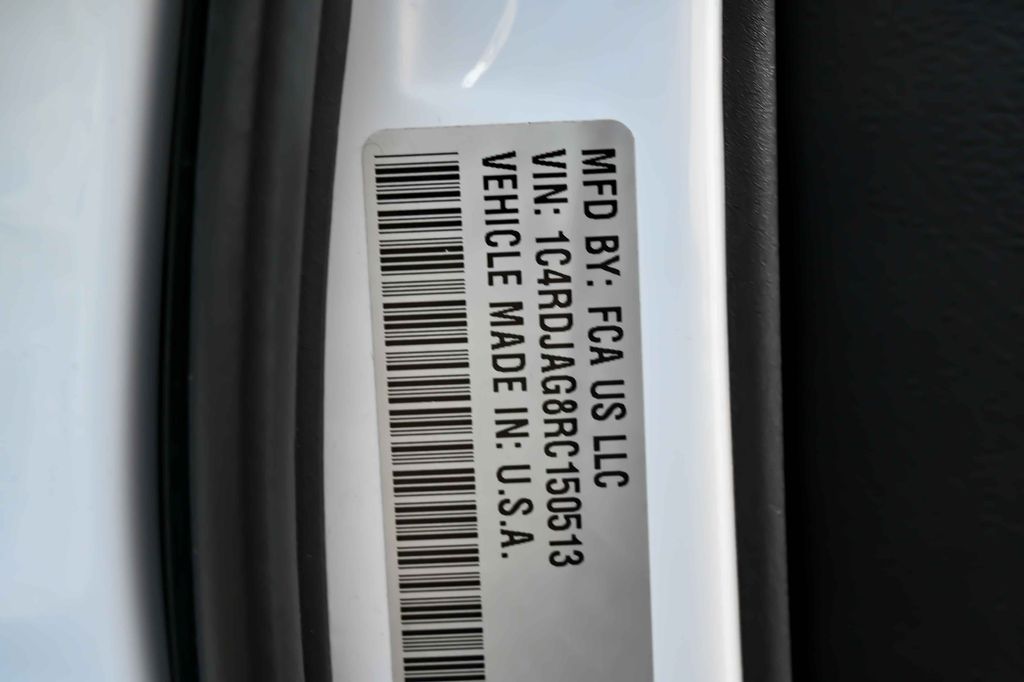 MFD BY: FCA US LLC
VIN: 1C4RDJAG8RC150513
VEHICLE MADE IN: U.S.A.